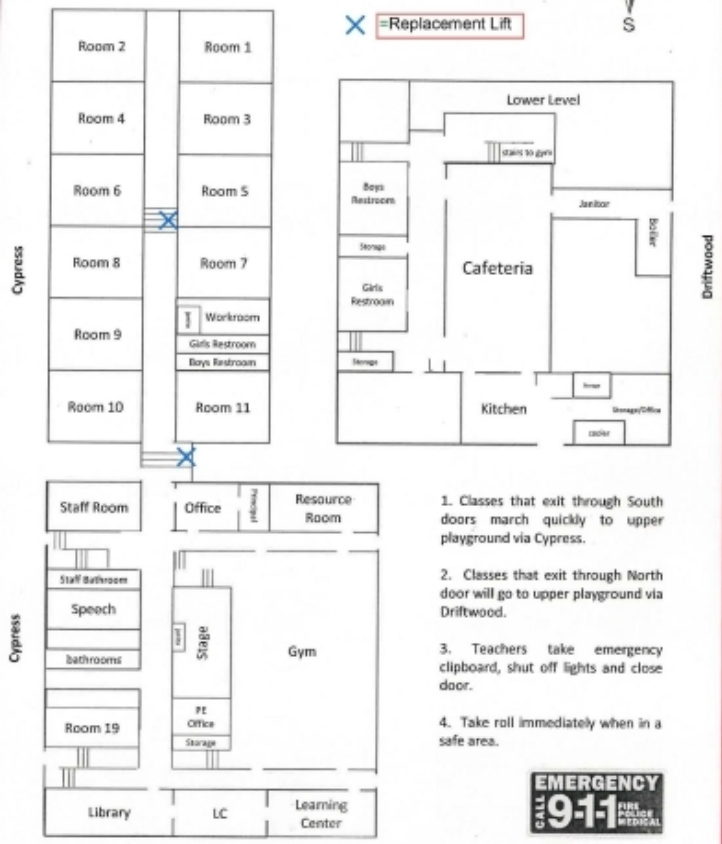 =Replacement Lift
S
Room 2
Room 1
Room 4
Room 3
Room 6
Room 5
Room 8
Room 7
Workroom
Girls Restroom
Boys Restroom
Room 9
Room 10
Room 11
Cypress
Lower Level
stairs to gym
Boys
Restroom
Storage
Girls
Restroom
Storage
Cafeteria
Janitor
Boiler
Kitchen
Storage/Office
cooler
Driftwood
Staff Room
Office
Principal
Resource
Room
Staff Bathroom
Speech
bathrooms
Room 19
Cypress
Stage
PE
Office
Storage
Gym
Library
LC
Learning
Center
1. Classes that exit through South
doors march quickly to upper
playground via Cypress.
2. Classes that exit through North
door will go to upper playground via
Driftwood.
3. Teachers take emergency
clipboard, shut off lights and close
door.
4. Take roll immediately when in a
safe area.
EMERGENCY
CALL
9-1-1
FIRE
POLICE
MEDICAL